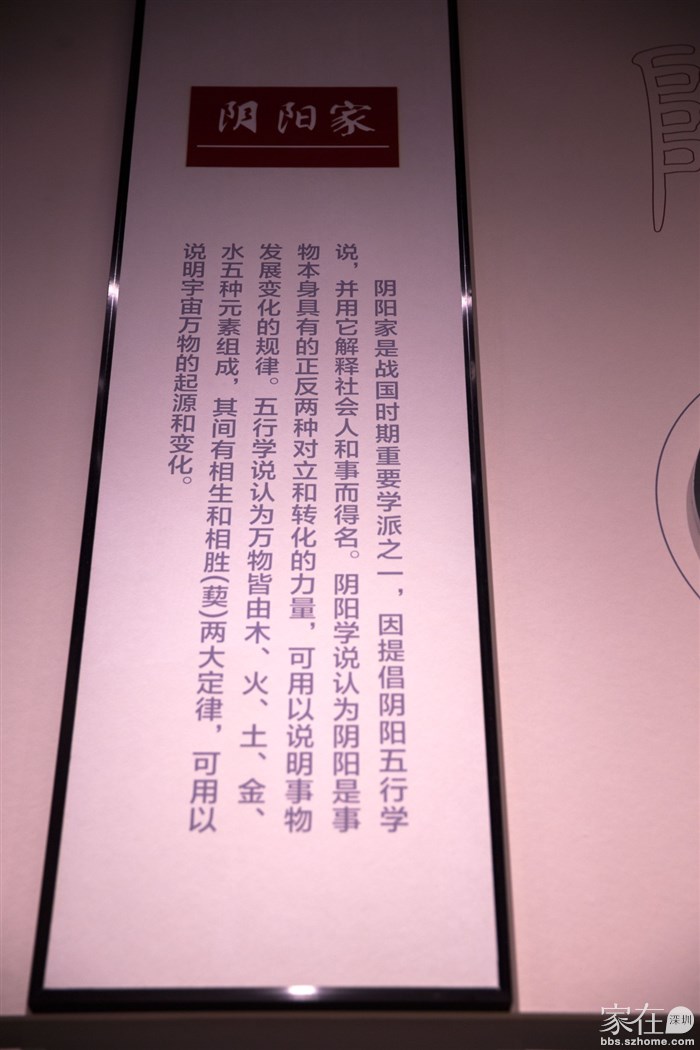 阴阳家
阴阳家是战国时期重要学派之一，因提倡阴阳五行学
说，并用它解释社会人和事而得名。阴阳学说认为阴阳是事
物本身具有的正反两种对立和转化的力量，可用以说明事物
发展变化的规律。五行学说认为万物皆由木、火、土、金、
水五种元素组成，其间有相生和相胜(葜)两大定律，可用以
说明宇宙万物的起源和变化。
家在深圳
bbs.szhome.com